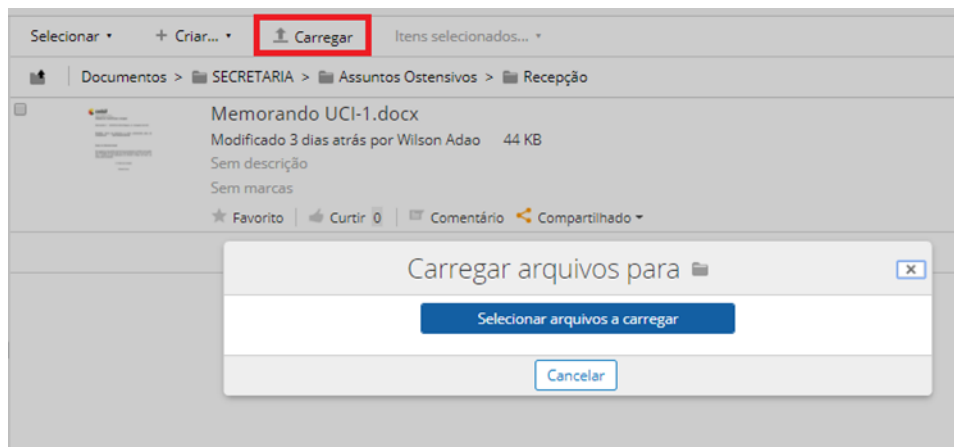 Selecionar + Criar... Carregar Itens selecionados...
Documentos > SECRETARIA > Assuntos Ostensivos > Recepção
Memorando UCI-1.docx
Modificado 3 dias atrás por Wilson Adao 44 KB
Sem descrição
Sem marcas
Favorito Curtir 0 Comentário Compartilhado
Carregar arquivos para
Selecionar arquivos a carregar
Cancelar